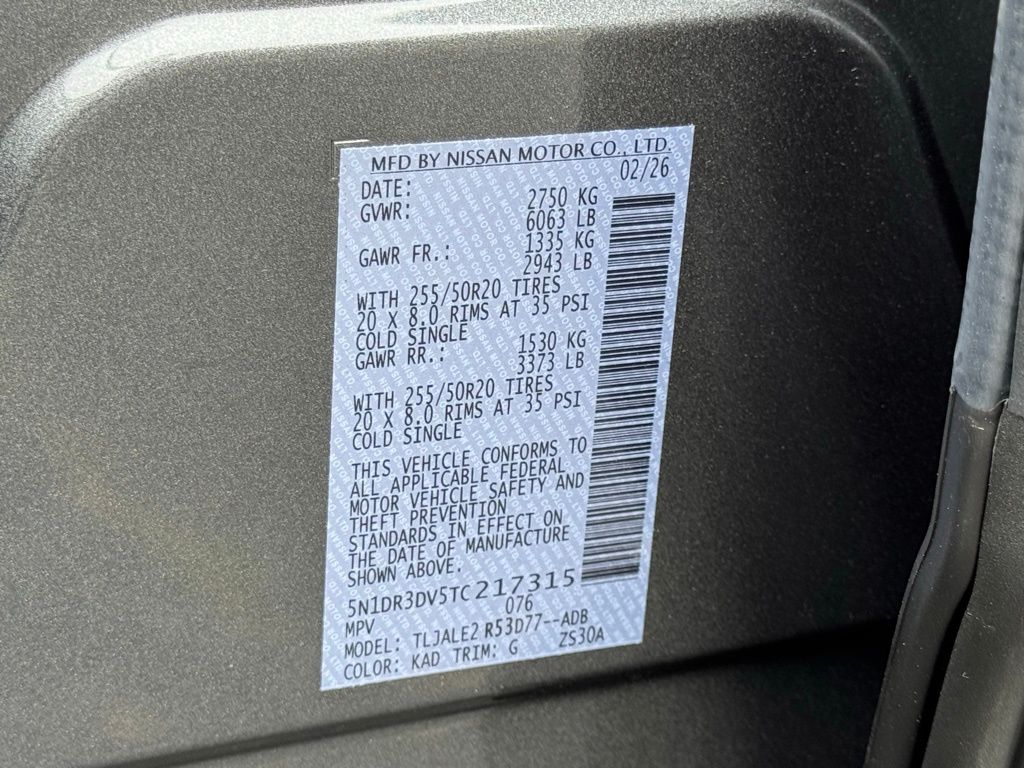 MFD BY NISSAN MOTOR CO., LTD.
DATE: 02/26
GVWR: 2750 KG
6063 LB
GAWR FR.: 1335 KG
2943 LB
WITH 255/50R20 TIRES
20 X 8.0 RIMS AT 35 PSI
COLD SINGLE
GAWR RR.: 1530 KG
3373 LB
WITH 255/50R20 TIRES
20 X 8.0 RIMS AT 35 PSI
COLD SINGLE
THIS VEHICLE CONFORMS TO
ALL APPLICABLE FEDERAL
MOTOR VEHICLE SAFETY AND
THEFT PREVENTION
STANDARDS IN EFFECT ON
THE DATE OF MANUFACTURE
SHOWN ABOVE.
5N1DR3DV5TC217315
MPV 076
MODEL: TLJALE2 R53D77--ADB
COLOR: KAD TRIM: G ZS30A